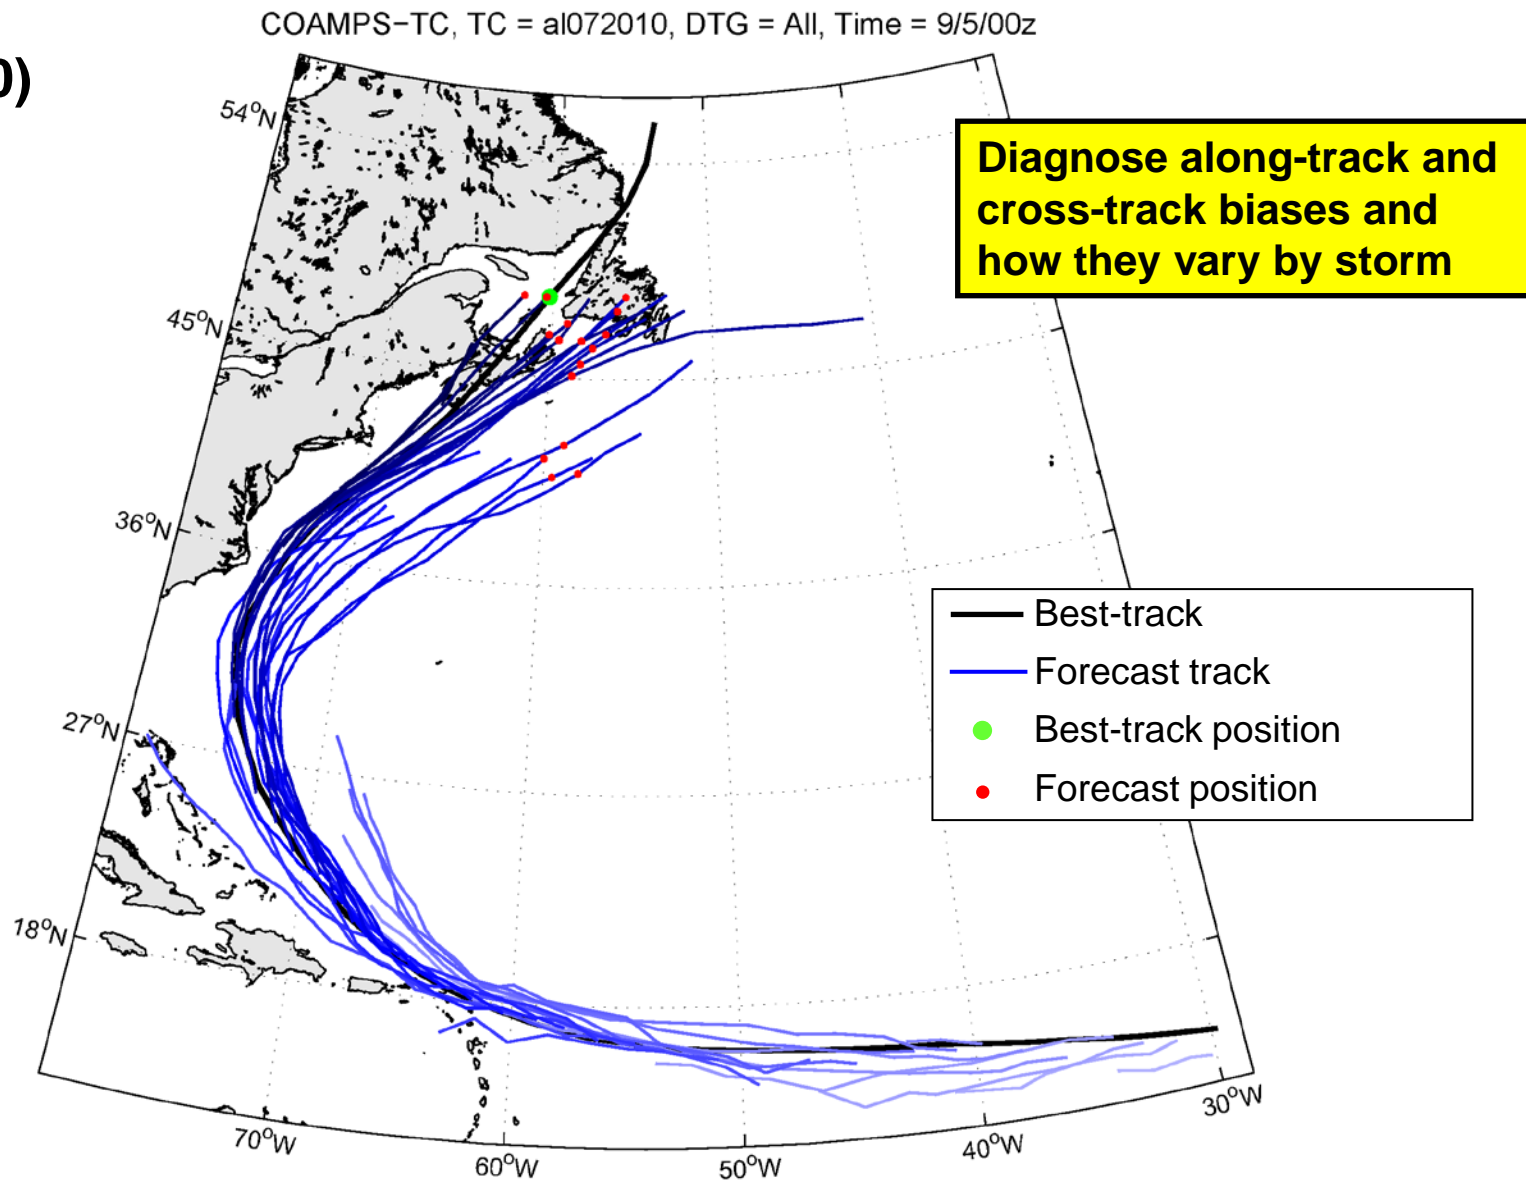 COAMPS−TC, TC = al072010, DTG = All, Time = 9/5/00z
0)
Diagnose along-track and
cross-track biases and
how they vary by storm
54°N
45°N
36°N
27°N
18°N
Best-track
Forecast track
Best-track position
Forecast position
70°W
60°W
50°W
40°W
30°W